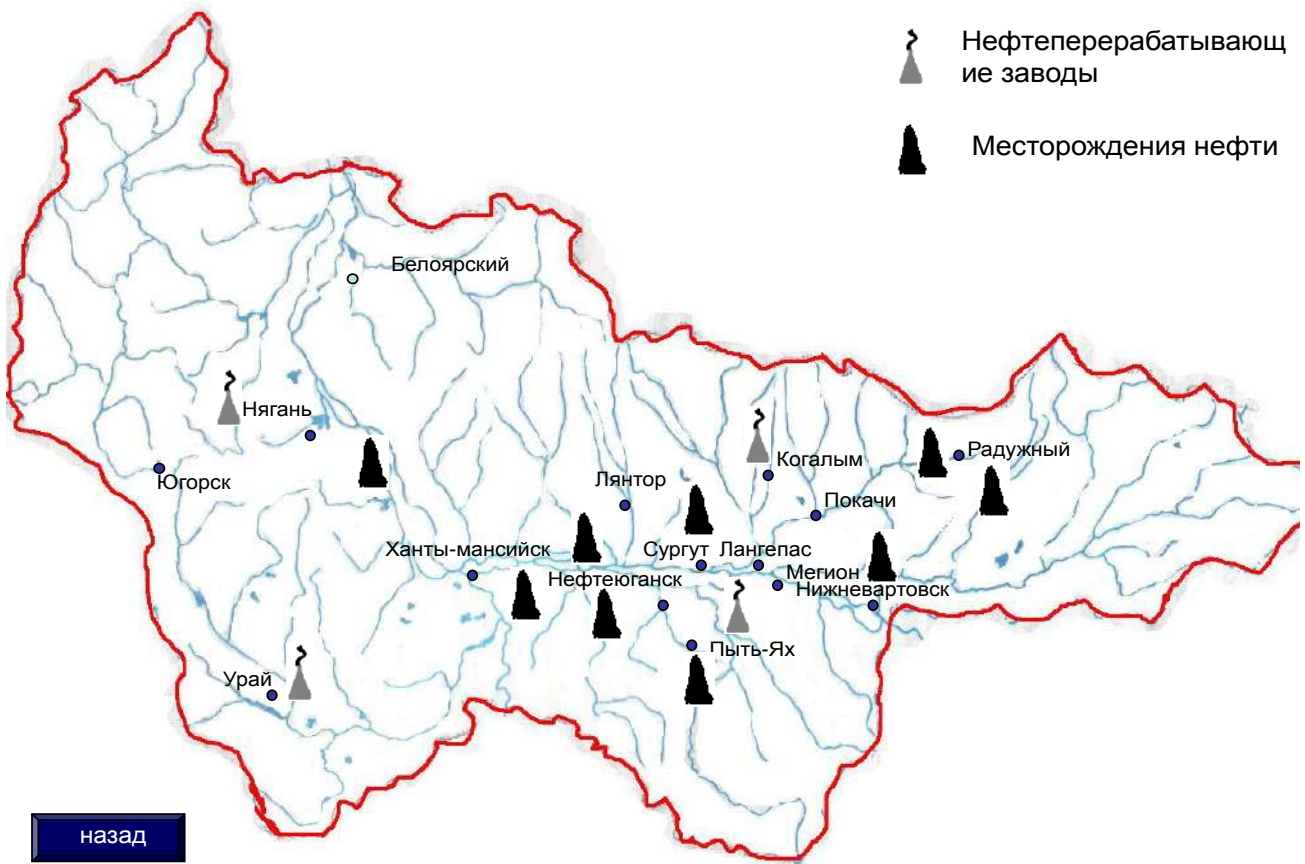 Нефтеперерабатывающ
ие заводы
Месторождения нефти
Белоярский
Нягань
Югорск
Когалым
Радужный
Лянтор
Покачи
Ханты-мансийск
Сургут
Лангепас
Нефтеюганск
Мегион
Нижневартовск
Пыть-Ях
Урай
назад